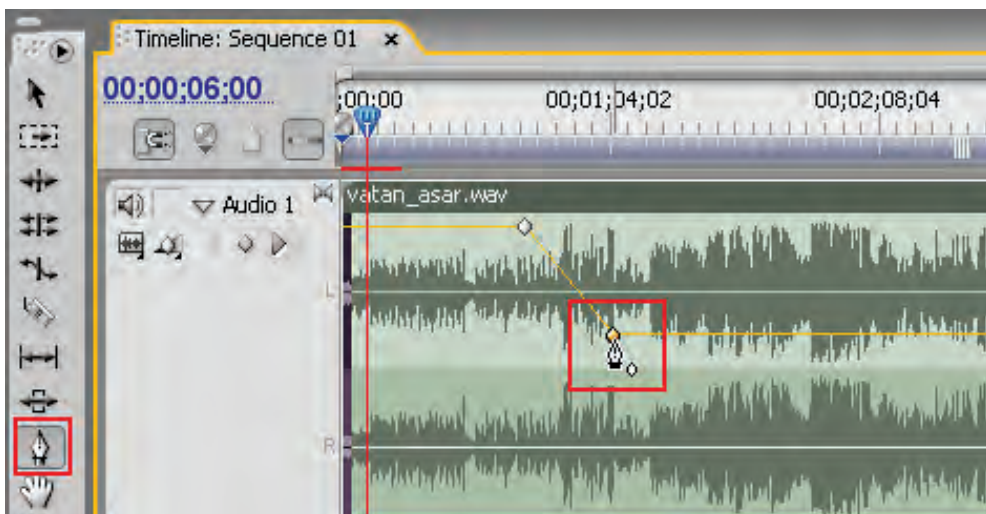 Timeline: Sequence 01 ×
00;00;06;00
;00;00 00;01;04;02 00;02;08;04
Audio 1
vatan_asar.wav
L
R